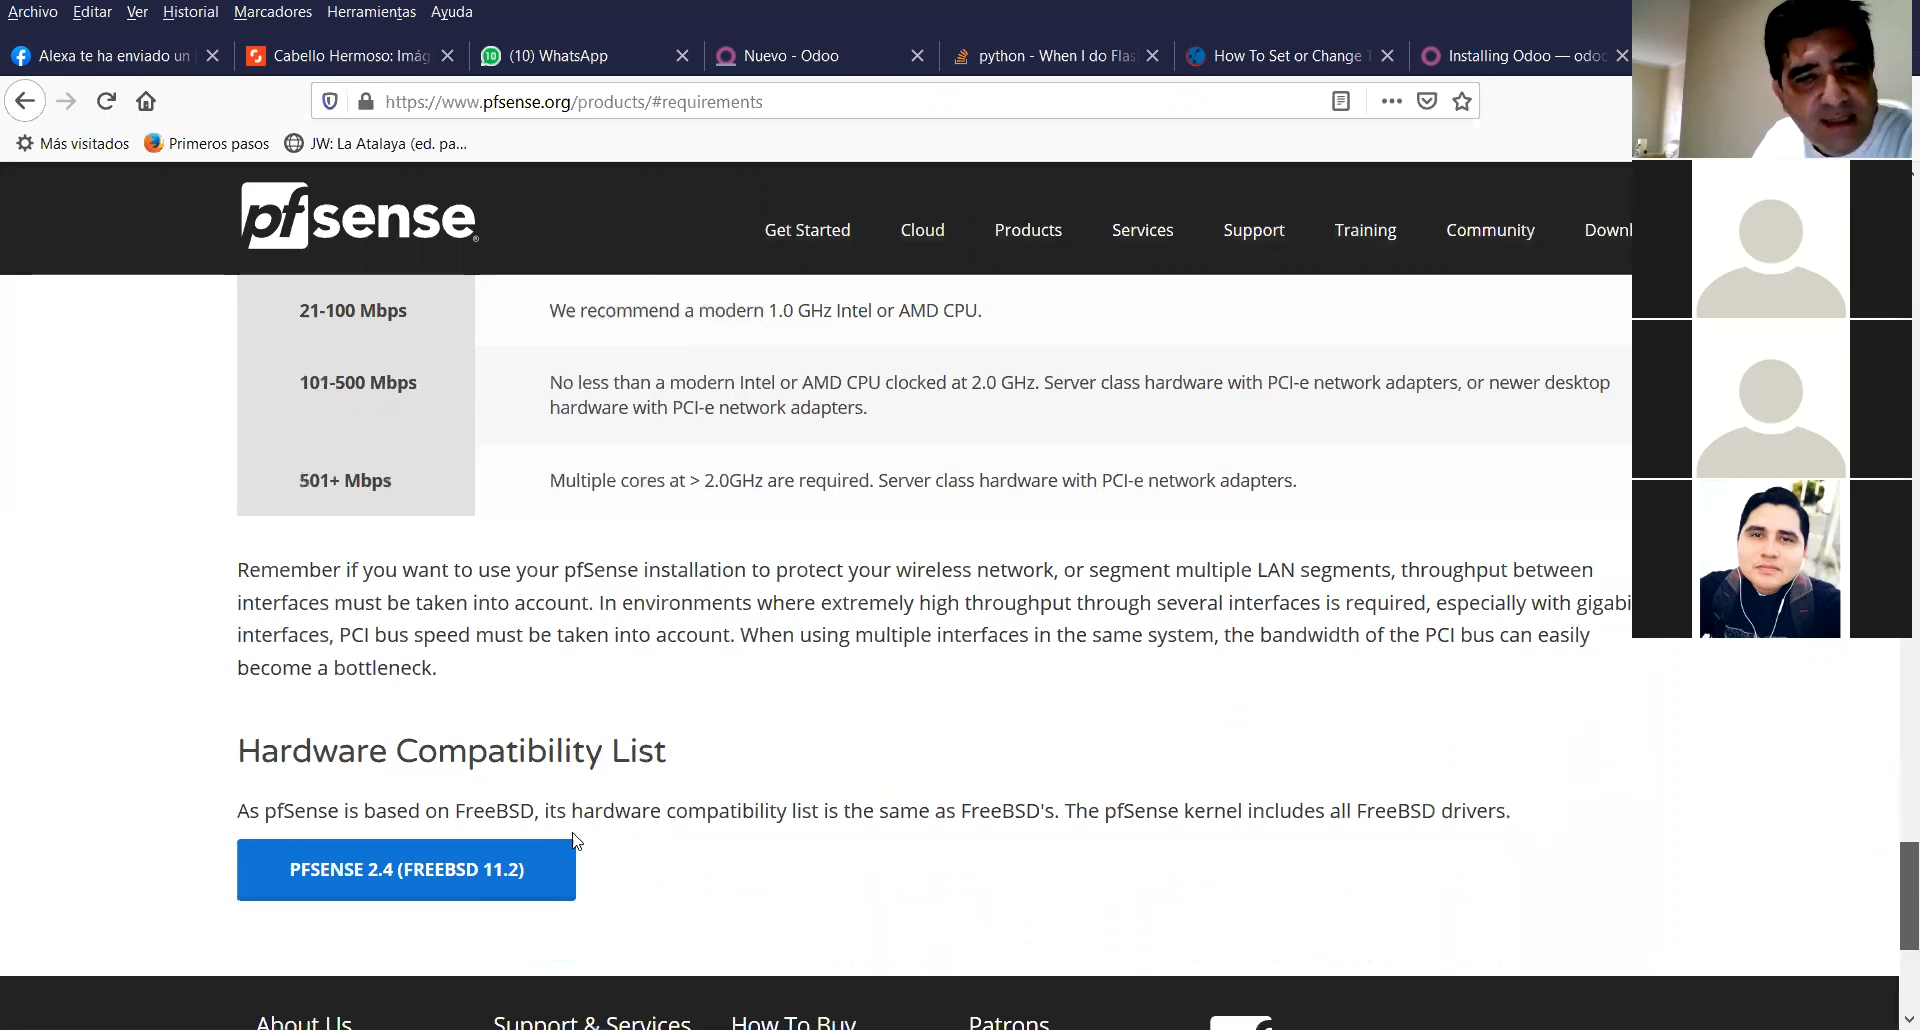 Archivo Editar Ver Historial Marcadores Herramientas Ayuda
Alexa te ha enviado un
Cabello Hermoso: Imág
(10) WhatsApp
Nuevo - Odoo
python - When I do Flas
How To Set or Change
Installing Odoo — odoo
https://www.pfsense.org/products/#requirements
Más visitados Primeros pasos JW: La Atalaya (ed. pa...
pfsense
Get Started Cloud Products Services Support Training Community Downl
21-100 Mbps We recommend a modern 1.0 GHz Intel or AMD CPU.
101-500 Mbps No less than a modern Intel or AMD CPU clocked at 2.0 GHz. Server class hardware with PCI-e network adapters, or newer desktop
hardware with PCI-e network adapters.
501+ Mbps Multiple cores at > 2.0GHz are required. Server class hardware with PCI-e network adapters.
Remember if you want to use your pfSense installation to protect your wireless network, or segment multiple LAN segments, throughput between
interfaces must be taken into account. In environments where extremely high throughput through several interfaces is required, especially with gigabi
interfaces, PCI bus speed must be taken into account. When using multiple interfaces in the same system, the bandwidth of the PCI bus can easily
become a bottleneck.
Hardware Compatibility List
As pfSense is based on FreeBSD, its hardware compatibility list is the same as FreeBSD's. The pfSense kernel includes all FreeBSD drivers.
PFSENSE 2.4 (FREEBSD 11.2)
About Us Support & Services How To Buy Patrons